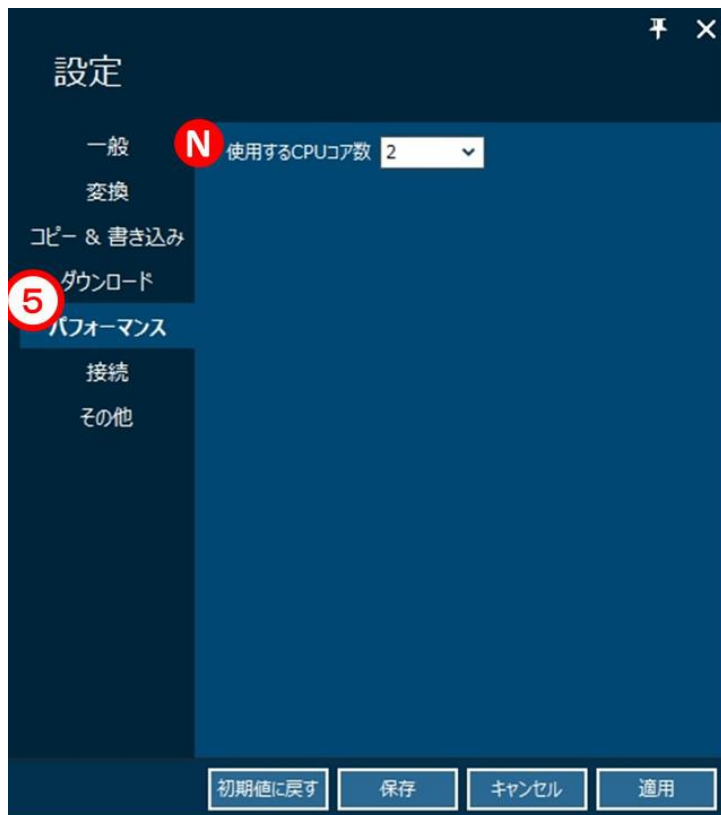 設定
一般
N 使用するCPUコア数 2
変換
コピー & 書き込み
ダウンロード
5
パフォーマンス
接続
その他
初期値に戻す 保存 キャンセル 適用